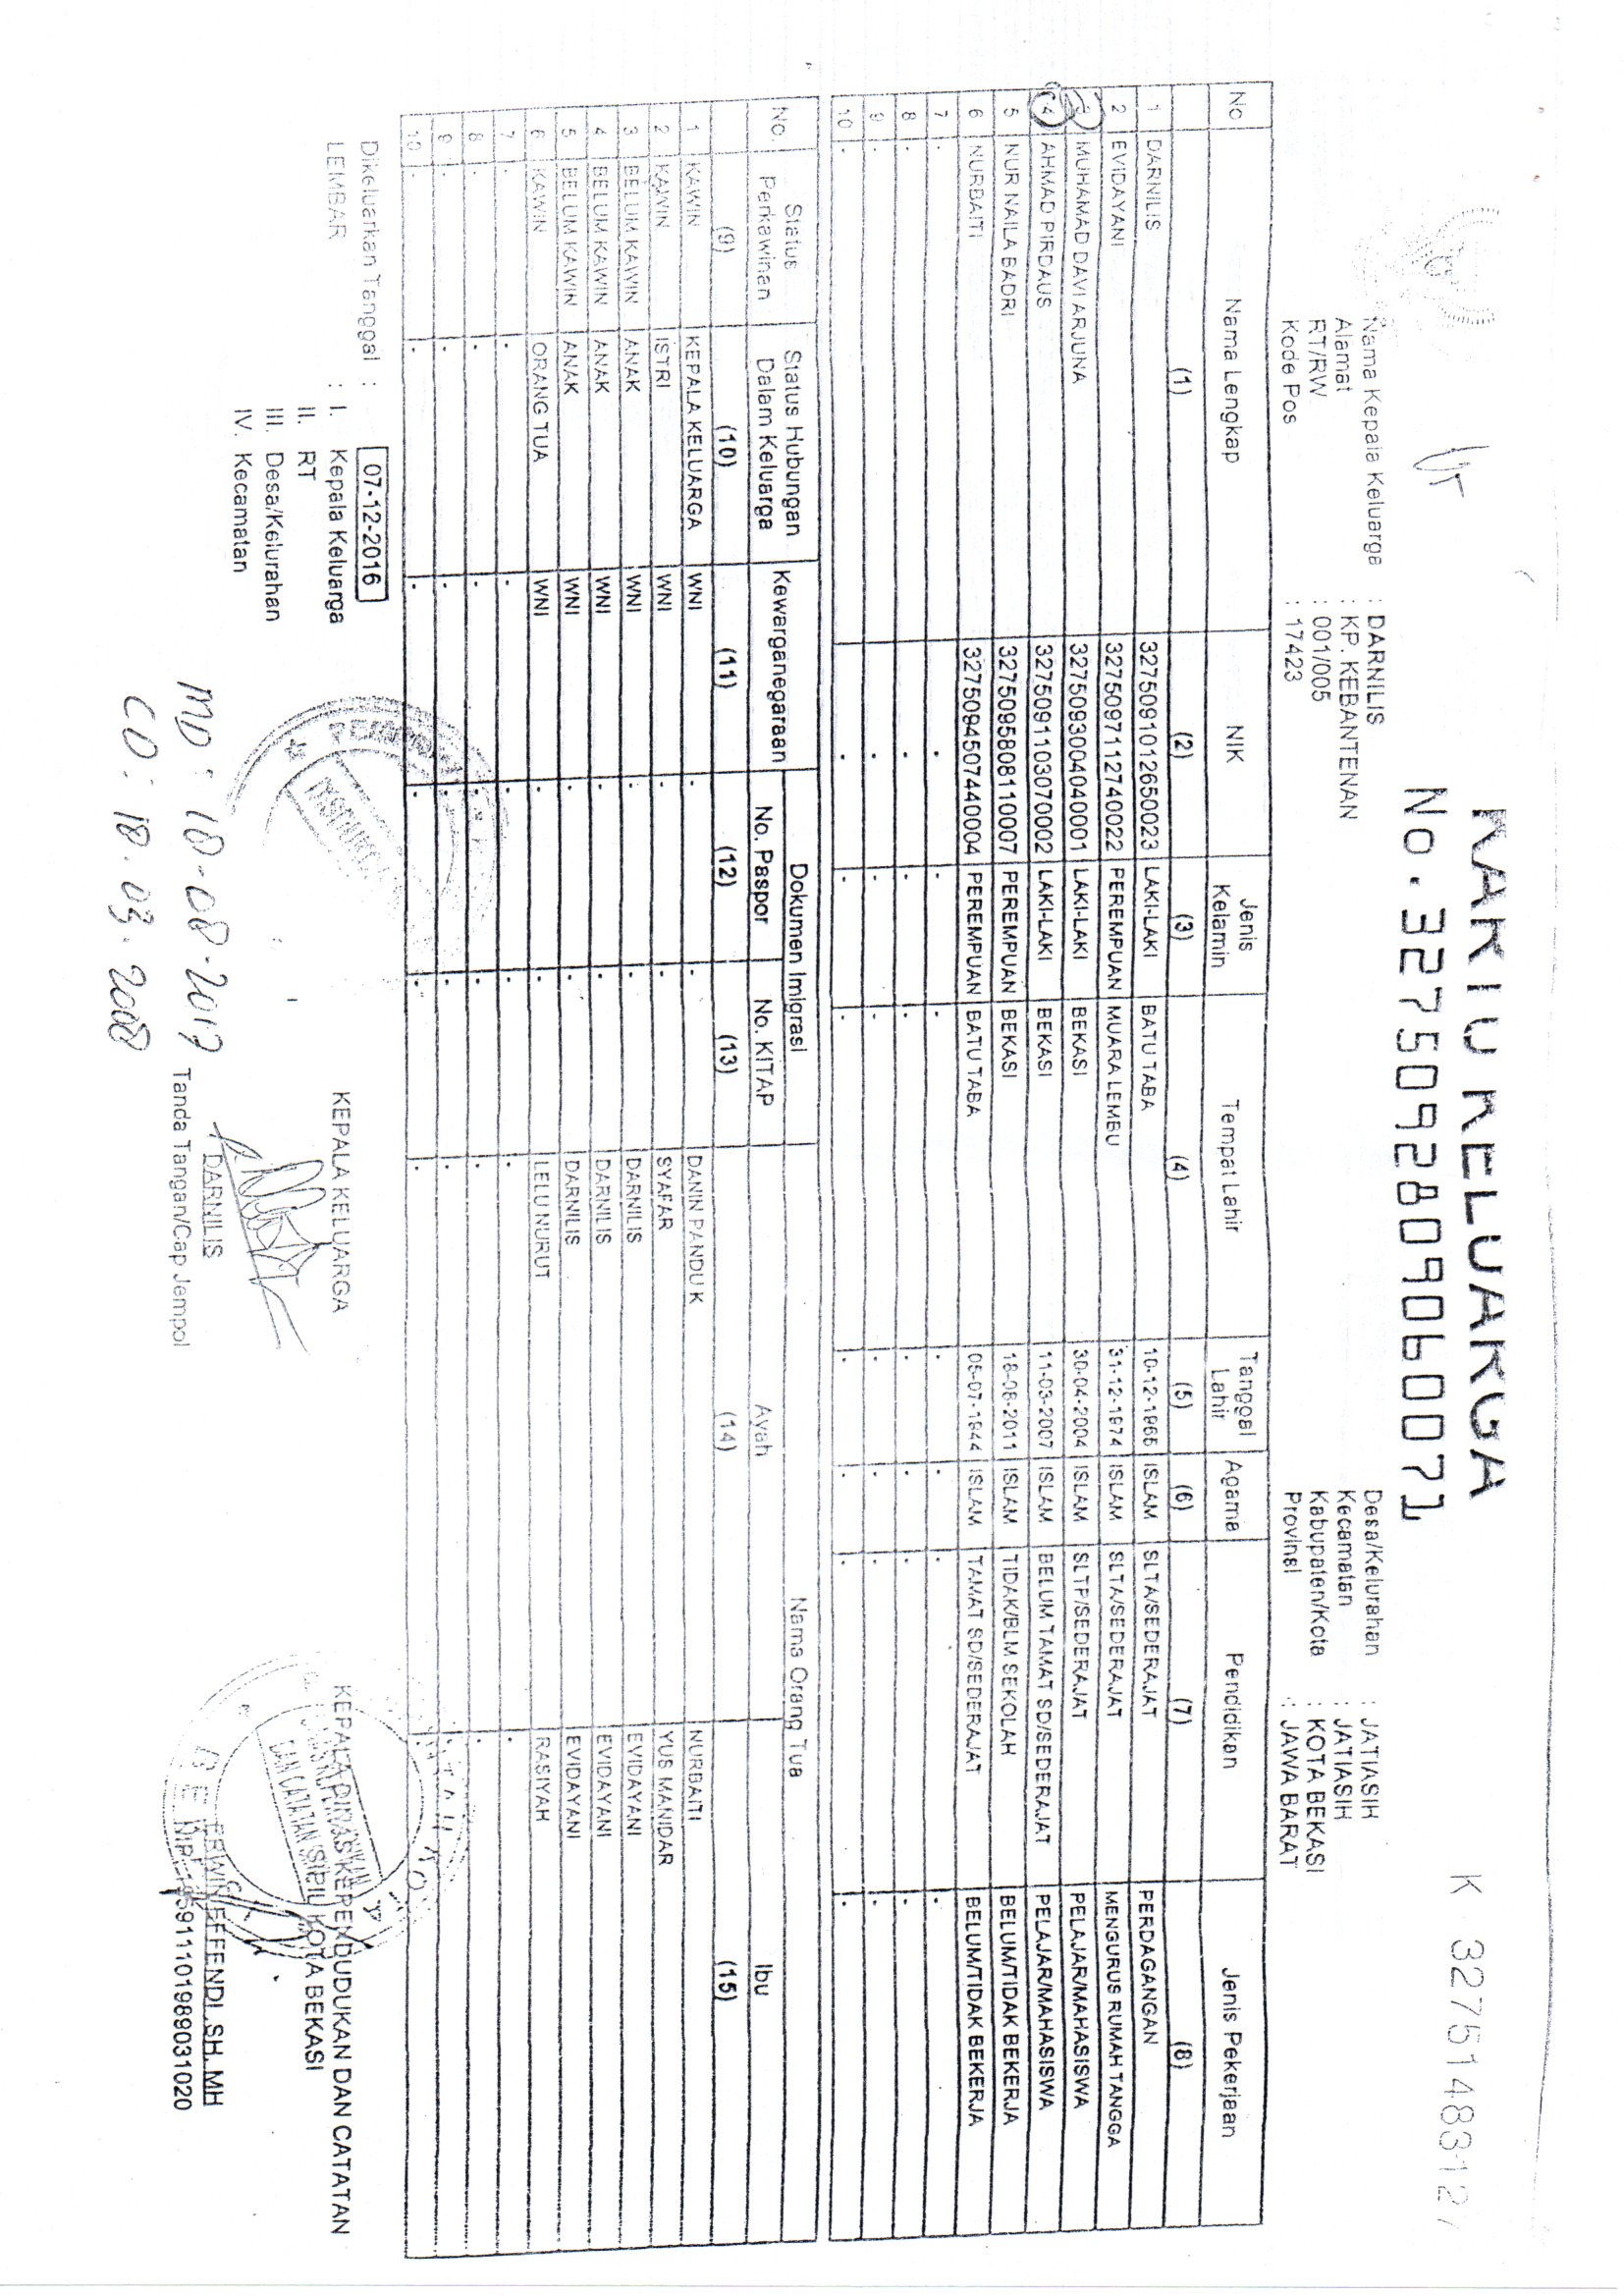 KARTU KELUARGA
No. 3275092809060071
K 32751483127
Nama Kepala Keluarga : DARNILIS
Alamat : KP. KEBANTENAN
RT/RW : 001/005
Kode Pos : 17423
Desa/Kelurahan : JATIASIH
Kecamatan : JATIASIH
Kabupaten/Kota : KOTA BEKASI
Provinsi : JAWA BARAT
No Nama Lengkap NIK Jenis Kelamin Tempat Lahir Tanggal Lahir Agama Pendidikan Jenis Pekerjaan
(1) (2) (3) (4) (5) (6) (7) (8)
1 DARNILIS 3275091012650023 LAKI-LAKI BATU TABA 10-12-1965 ISLAM SLTA/SEDERAJAT PERDAGANGAN
2 EVIDAYANI 3275097112740022 PEREMPUAN MUARA LEMBU 31-12-1974 ISLAM SLTA/SEDERAJAT MENGURUS RUMAH TANGGA
3 MUHAMAD DAVI ARJUNA 3275093004040001 LAKI-LAKI BEKASI 30-04-2004 ISLAM SLTP/SEDERAJAT PELAJAR/MAHASISWA
4 AHMAD PIRDAUS 3275091103070002 LAKI-LAKI BEKASI 11-03-2007 ISLAM BELUM TAMAT SD/SEDERAJAT PELAJAR/MAHASISWA
5 NUR NAILA BADRI 3275095808110007 PEREMPUAN BEKASI 18-08-2011 ISLAM TIDAK/BLM SEKOLAH BELUM/TIDAK BEKERJA
6 NURBAITI 3275094507440004 PEREMPUAN BATU TABA 05-07-1944 ISLAM TAMAT SD/SEDERAJAT BELUM/TIDAK BEKERJA
7 - - - - - - - -
8 - - - - - - - -
9 - - - - - - - -
10 - - - - - - - -
No. Status Perkawinan Status Hubungan Dalam Keluarga Kewarganegaraan Dokumen Imigrasi Nama Orang Tua
No. Paspor No. KITAP Ayah Ibu
(9) (10) (11) (12) (13) (14) (15)
1 KAWIN KEPALA KELUARGA WNI - - DANIN PANDU K NURBAITI
2 KAWIN ISTRI WNI - - SYAFAR YUS MANIDAR
3 BELUM KAWIN ANAK WNI - - DARNILIS EVIDAYANI
4 BELUM KAWIN ANAK WNI - - DARNILIS EVIDAYANI
5 BELUM KAWIN ANAK WNI - - DARNILIS EVIDAYANI
6 KAWIN ORANG TUA WNI - - LELU NURUT RASIYAH
7 - - - - - - -
8 - - - - - - -
9 - - - - - - -
10 - - - - - - -
Dikeluarkan Tanggal : 07-12-2016
LEMBAR : I. Kepala Keluarga
II. RT
III. Desa/Kelurahan
IV. Kecamatan
KEPALA KELUARGA
DARNILIS
Tanda Tangan/Cap Jempol
KEPALA DINAS KEPENDUDUKAN DAN CATATAN
SIPIL KOTA BEKASI
DAN CATATAN SIPIL
ERWIN EFFENDI, SH, MH
NIP. 195911101989031020
MD : 18-08-2017
CD : 18.03.2008